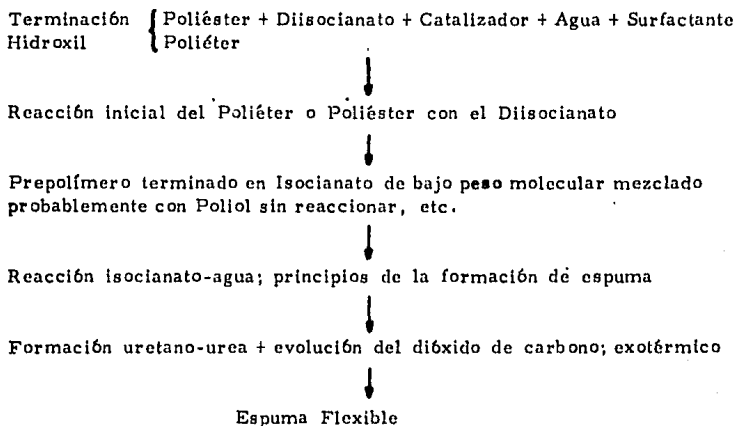 Terminación { Poliéster + Diisocianato + Catalizador + Agua + Surfactante
Hidroxil { Poliéter
Reacción inicial del Poliéter o Poliéster con el Diisocianato
Prepolímero terminado en Isocianato de bajo peso molecular mezclado
probablemente con Poliol sin reaccionar, etc.
Reacción isocianato-agua; principios de la formación de espuma
Formación uretano-urea + evolución del dióxido de carbono; exotérmico
Espuma Flexible